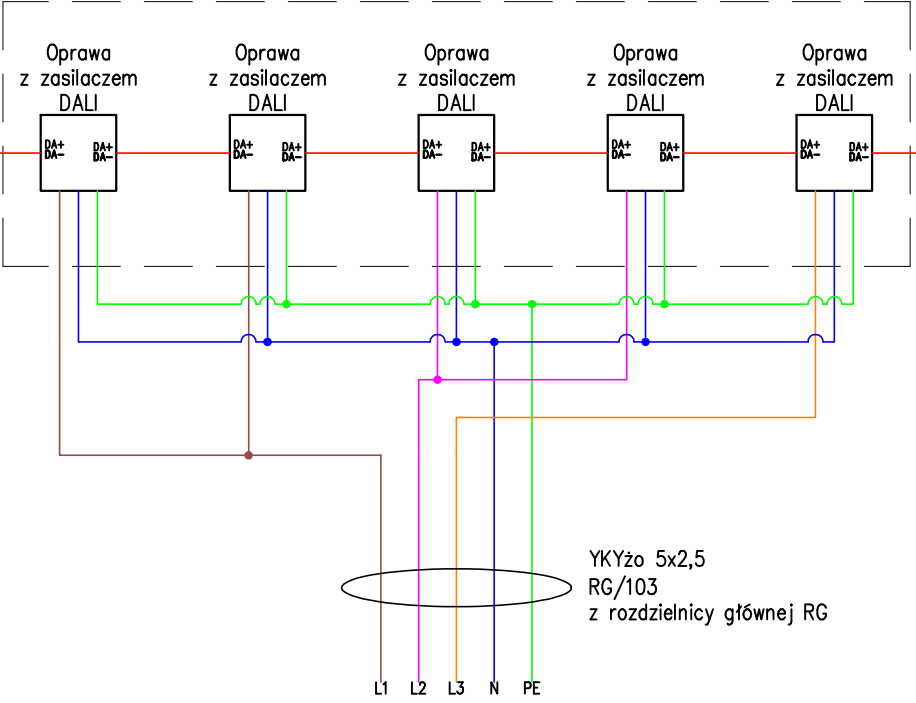 Oprawa
z zasilaczem
DALI
Oprawa
z zasilaczem
DALI
Oprawa
z zasilaczem
DALI
Oprawa
z zasilaczem
DALI
Oprawa
z zasilaczem
DALI
DA+
DA-
DA+
DA-
DA+
DA-
DA+
DA-
DA+
DA-
DA+
DA-
DA+
DA-
DA+
DA-
DA+
DA-
DA+
DA-
YKYżo 5x2,5
RG/103
z rozdzielnicy głównej RG
L1 L2 L3 N PE